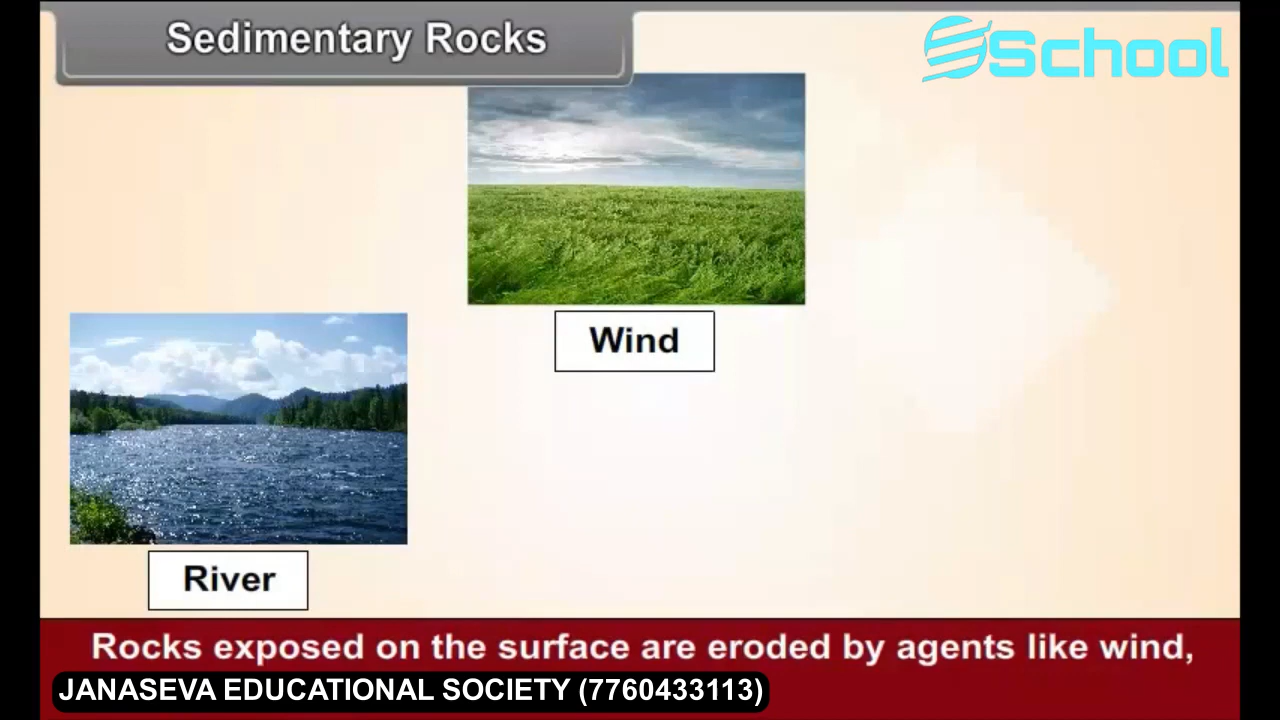 Sedimentary Rocks
School
Wind
River
Rocks exposed on the surface are eroded by agents like wind,
JANASEVA EDUCATIONAL SOCIETY (7760433113)